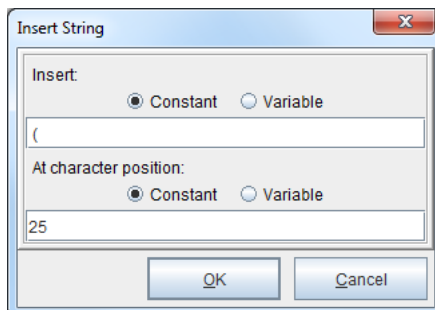 Insert String
Insert:
Constant Variable
(
At character position:
Constant Variable
25
OK Cancel